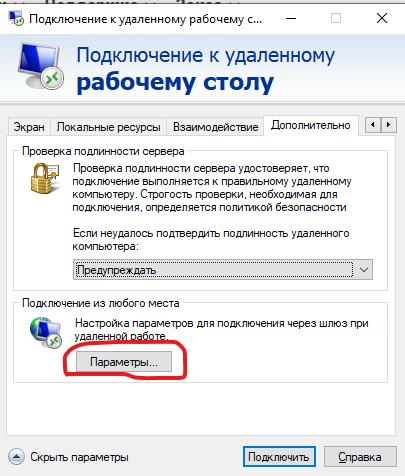 Подключение к удаленному рабочему с...
Подключение к удаленному
рабочему столу
Экран Локальные ресурсы Взаимодействие Дополнительно
Проверка подлинности сервера
Проверка подлинности сервера удостоверяет, что
подключение выполняется к правильному удаленному
компьютеру. Строгость проверки, необходимая для
подключения, определяется политикой безопасности
Если неудалось подтвердить подлинность удаленного
компьютера:
Предупреждать
Подключение из любого места
Настройка параметров для подключения через шлюз при
удаленной работе.
Параметры...
Скрыть параметры Подключить Справка